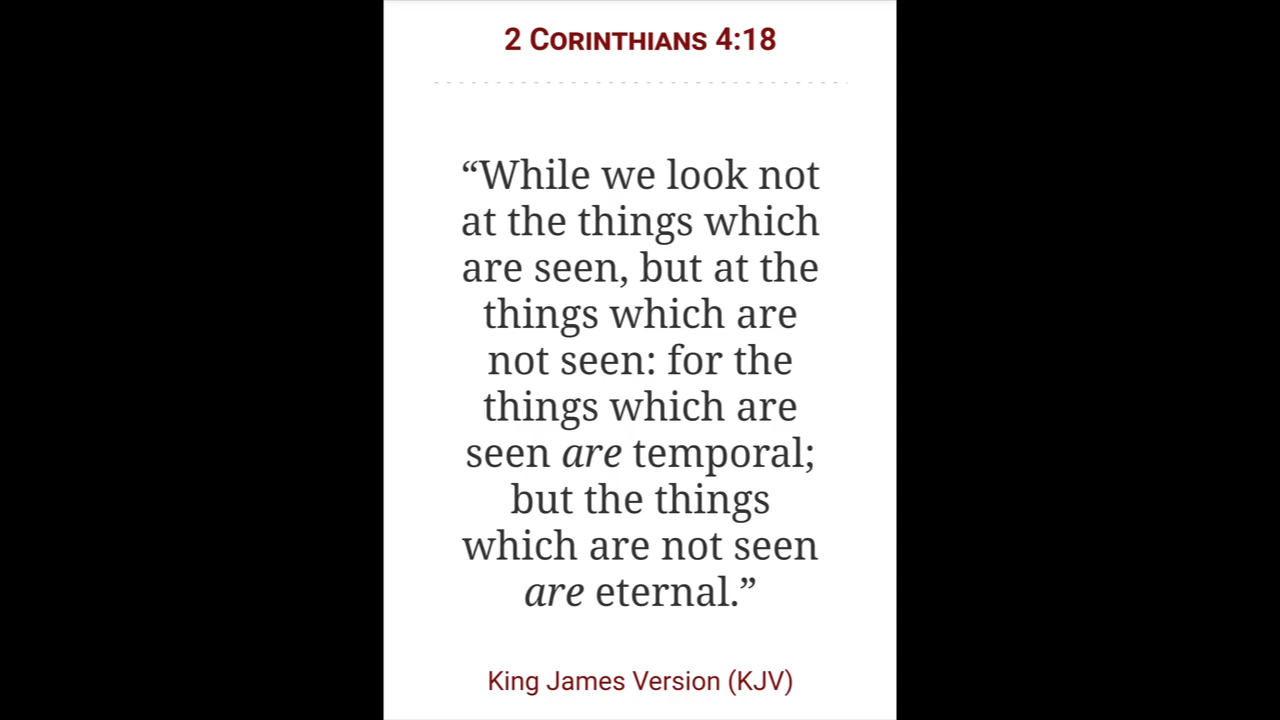 2 Corinthians 4:18
“While we look not
at the things which
are seen, but at the
things which are
not seen: for the
things which are
seen are temporal;
but the things
which are not seen
are eternal.”
King James Version (KJV)